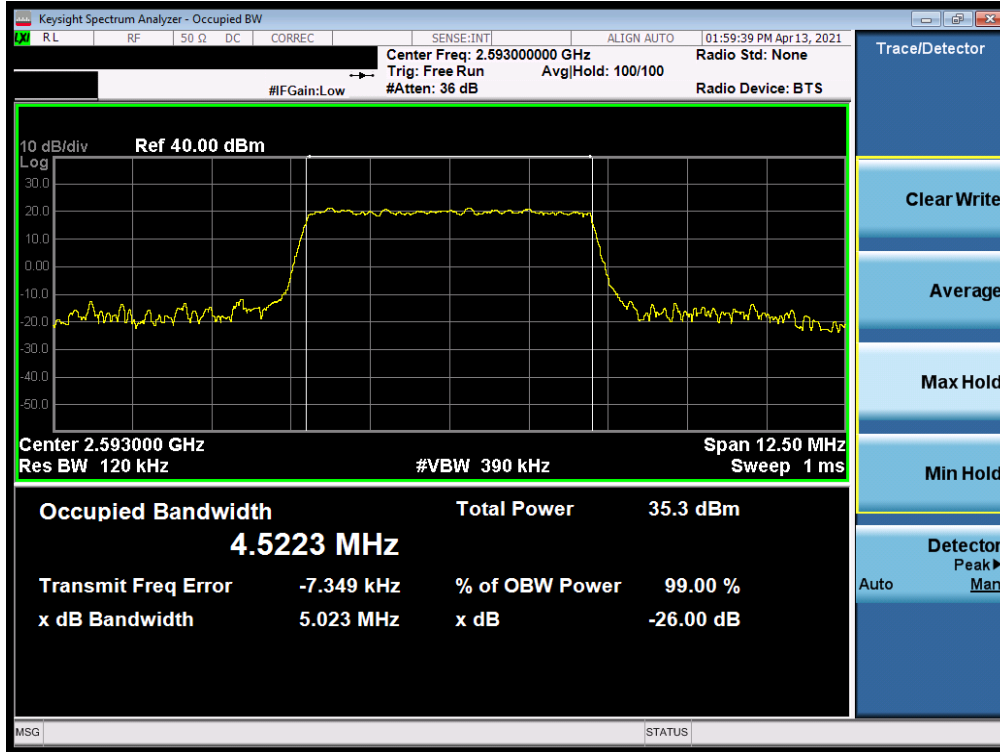 Keysight Spectrum Analyzer - Occupied BW
LXI RL RF 50 Ω DC CORREC SENSE:INT ALIGN AUTO 01:59:39 PM Apr 13, 2021
Center Freq: 2.593000000 GHz Radio Std: None
Trig: Free Run Avg|Hold: 100/100
#IFGain:Low #Atten: 36 dB Radio Device: BTS
Trace/Detector
10 dB/div Ref 40.00 dBm
Log
30.0
20.0
10.0
0.00
-10.0
-20.0
-30.0
-40.0
-50.0
Center 2.593000 GHz Span 12.50 MHz
Res BW 120 kHz #VBW 390 kHz Sweep 1 ms
Occupied Bandwidth Total Power 35.3 dBm
4.5223 MHz
Transmit Freq Error -7.349 kHz % of OBW Power 99.00 %
x dB Bandwidth 5.023 MHz x dB -26.00 dB
Clear Write
Average
Max Hold
Min Hold
Detector
Peak▶
Auto Man
MSG STATUS